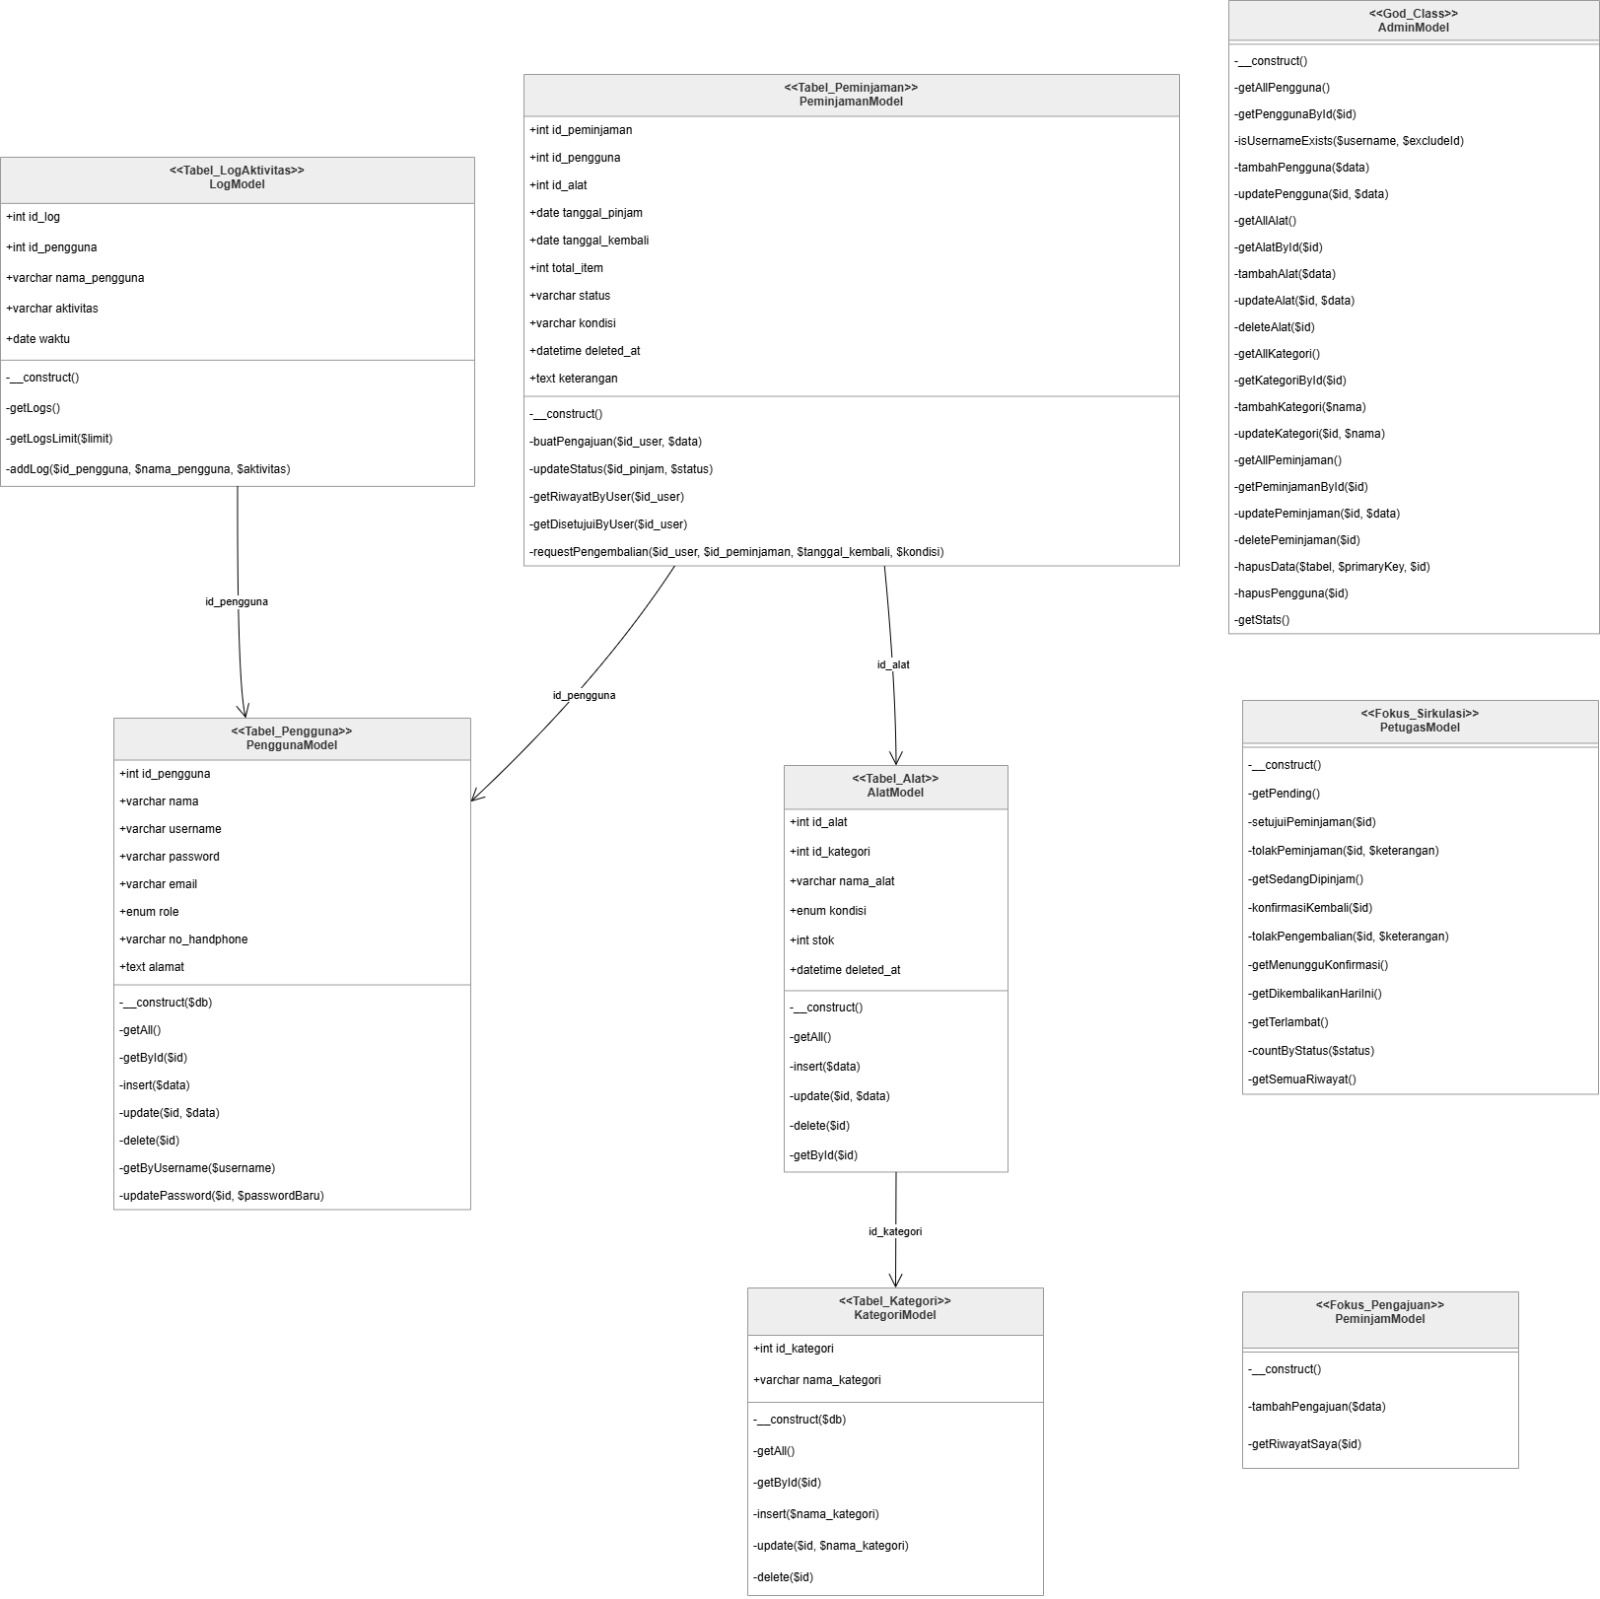 <<Tabel_LogAktivitas>>
LogModel
+int id_log
+int id_pengguna
+varchar nama_pengguna
+varchar aktivitas
+date waktu
-__construct()
-getLogs()
-getLogsLimit($limit)
-addLog($id_pengguna, $nama_pengguna, $aktivitas)
<<Tabel_Peminjaman>>
PeminjamanModel
+int id_peminjaman
+int id_pengguna
+int id_alat
+date tanggal_pinjam
+date tanggal_kembali
+int total_item
+varchar status
+varchar kondisi
+datetime deleted_at
+text keterangan
-__construct()
-buatPengajuan($id_user, $data)
-updateStatus($id_pinjam, $status)
-getRiwayatByUser($id_user)
-getDisetujuiByUser($id_user)
-requestPengembalian($id_user, $id_peminjaman, $tanggal_kembali, $kondisi)
<<God_Class>>
AdminModel
-__construct()
-getAllPengguna()
-getPenggunaById($id)
-isUsernameExists($username, $excludeId)
-tambahPengguna($data)
-updatePengguna($id, $data)
-getAllAlat()
-getAlatById($id)
-tambahAlat($data)
-updateAlat($id, $data)
-deleteAlat($id)
-getAllKategori()
-getKategoriById($id)
-tambahKategori($nama)
-updateKategori($id, $nama)
-getAllPeminjaman()
-getPeminjamanById($id)
-updatePeminjaman($id, $data)
-deletePeminjaman($id)
-hapusData($tabel, $primaryKey, $id)
-hapusPengguna($id)
-getStats()
id_pengguna
id_pengguna
id_alat
<<Tabel_Pengguna>>
PenggunaModel
+int id_pengguna
+varchar nama
+varchar username
+varchar password
+varchar email
+enum role
+varchar no_handphone
+text alamat
-__construct($db)
-getAll()
-getById($id)
-insert($data)
-update($id, $data)
-delete($id)
-getByUsername($username)
-updatePassword($id, $passwordBaru)
<<Tabel_Alat>>
AlatModel
+int id_alat
+int id_kategori
+varchar nama_alat
+enum kondisi
+int stok
+datetime deleted_at
-__construct()
-getAll()
-insert($data)
-update($id, $data)
-delete($id)
-getById($id)
<<Fokus_Sirkulasi>>
PetugasModel
-__construct()
-getPending()
-setujuiPeminjaman($id)
-tolakPeminjaman($id, $keterangan)
-getSedangDipinjam()
-konfirmasiKembali($id)
-tolakPengembalian($id, $keterangan)
-getMenungguKonfirmasi()
-getDikembalikanHariIni()
-getTerlambat()
-countByStatus($status)
-getSemuaRiwayat()
id_kategori
<<Tabel_Kategori>>
KategoriModel
+int id_kategori
+varchar nama_kategori
-__construct($db)
-getAll()
-getById($id)
-insert($nama_kategori)
-update($id, $nama_kategori)
-delete($id)
<<Fokus_Pengajuan>>
PeminjamModel
-__construct()
-tambahPengajuan($data)
-getRiwayatSaya($id)